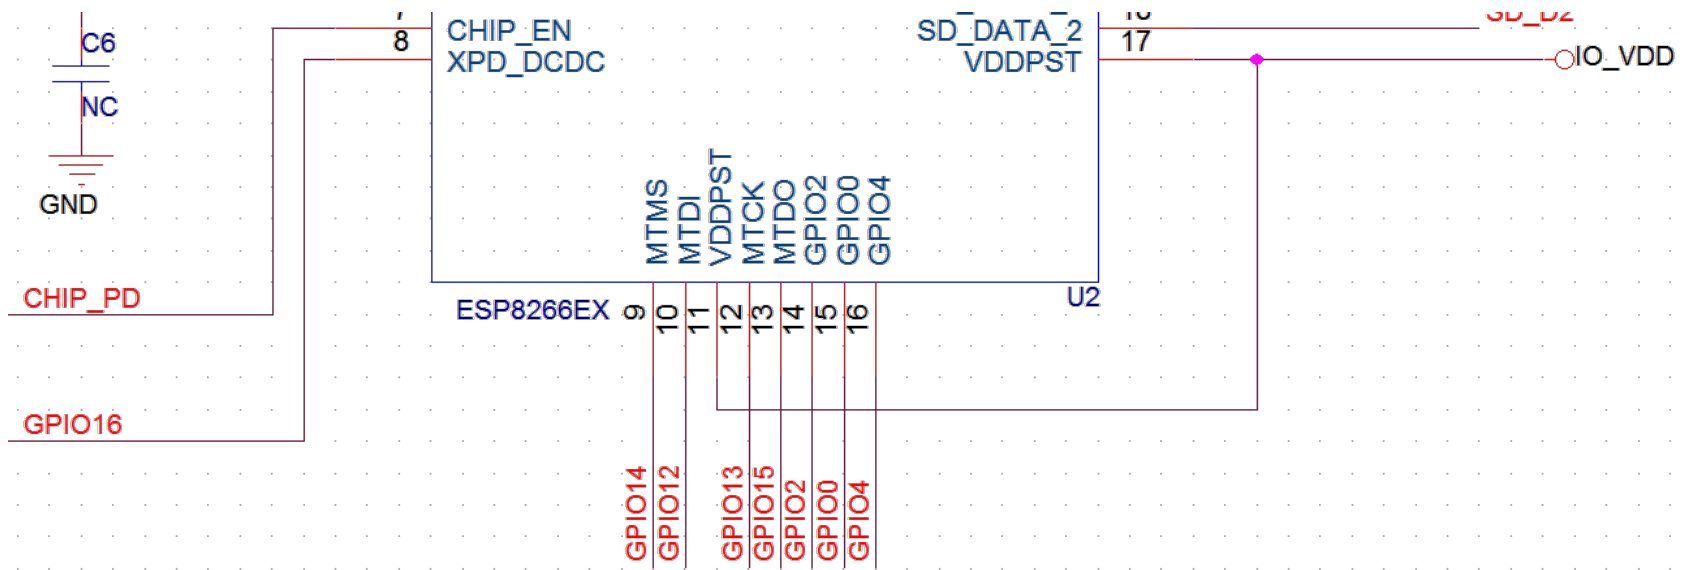 CHIP_EN
8
XPD_DCDC
C6
NC
GND
SD_DATA_2
17
VDDPST
IO_VDD
MTMS
MTDI
VDDPST
MTCK
MTDO
GPIO2
GPIO0
GPIO4
CHIP_PD
ESP8266EX
9
10
11
12
13
14
15
16
U2
GPIO16
GPIO14
GPIO12
GPIO13
GPIO15
GPIO2
GPIO0
GPIO4